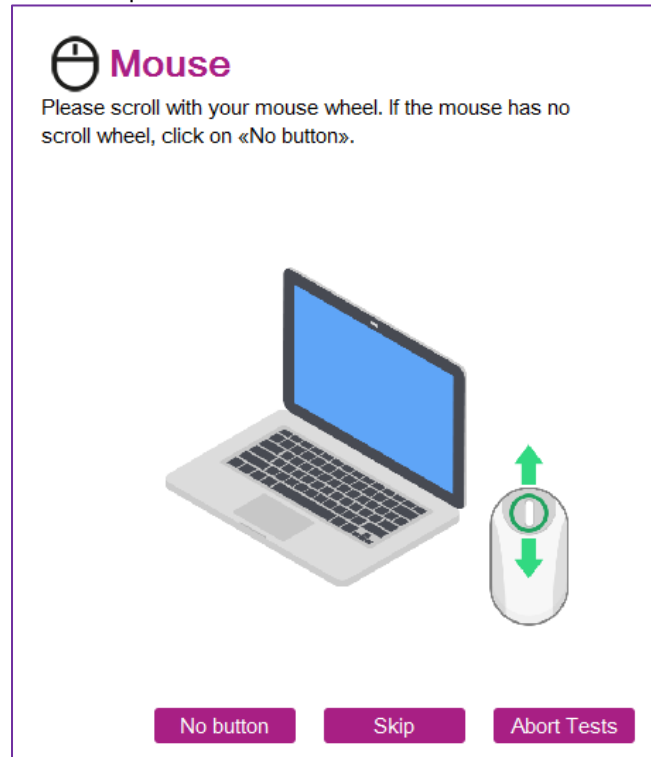 Mouse
Please scroll with your mouse wheel. If the mouse has no
scroll wheel, click on «No button».
No button
Skip
Abort Tests